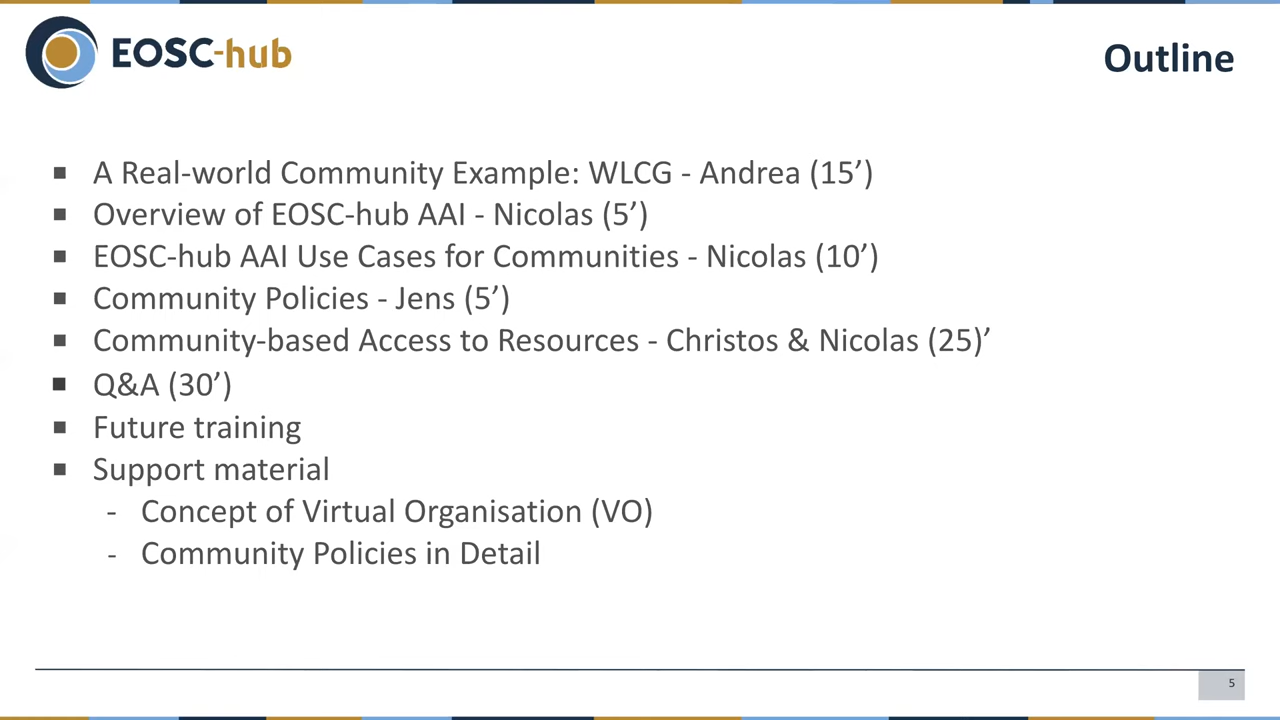 EOSC-hub
Outline
▪ A Real-world Community Example: WLCG - Andrea (15’)
▪ Overview of EOSC-hub AAI - Nicolas (5’)
▪ EOSC-hub AAI Use Cases for Communities - Nicolas (10’)
▪ Community Policies - Jens (5’)
▪ Community-based Access to Resources - Christos & Nicolas (25)’
▪ Q&A (30’)
▪ Future training
▪ Support material
- Concept of Virtual Organisation (VO)
- Community Policies in Detail
5